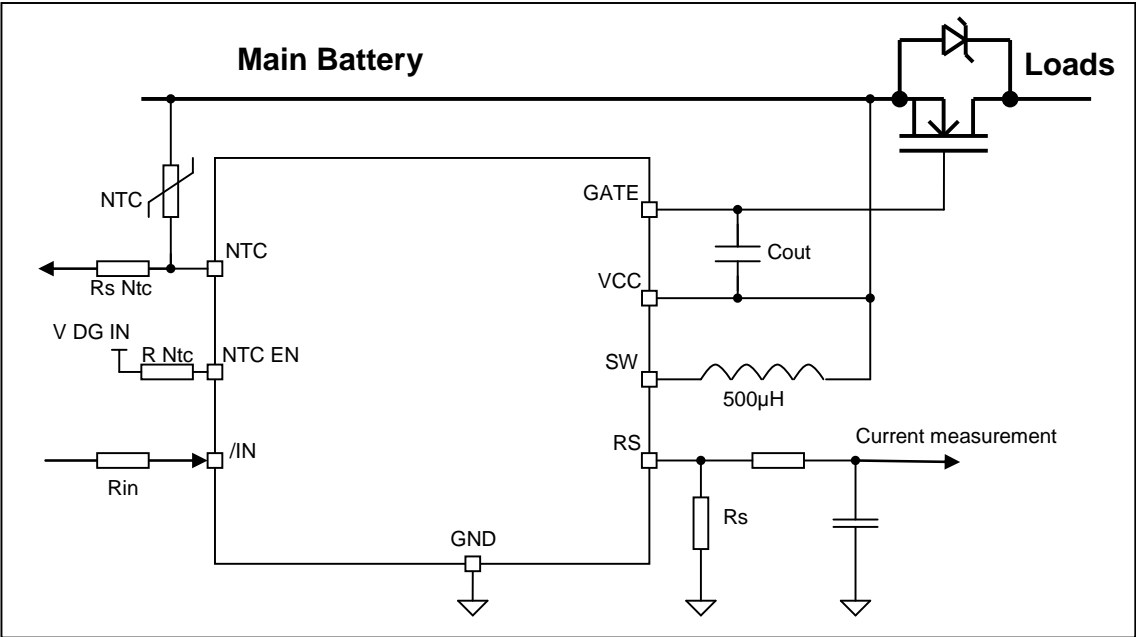 Main Battery
Loads
NTC
GATE
NTC
Cout
Rs Ntc
VCC
V DG IN
R Ntc
NTC EN
SW
500µH
/IN
RS
Current measurement
Rin
Rs
GND